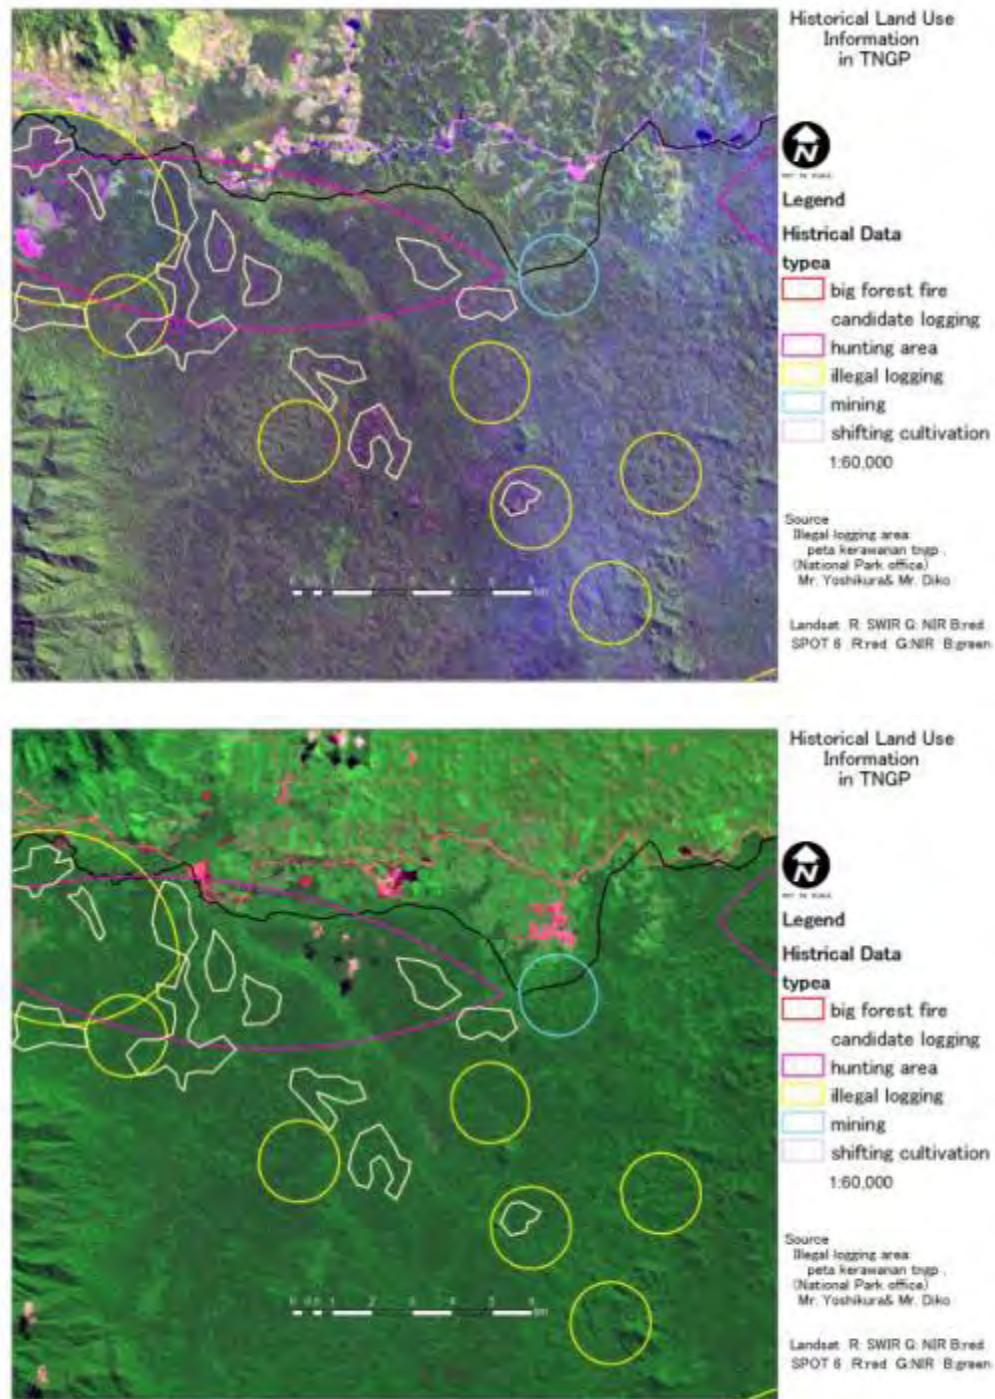 Historical Land Use
Information
in TNGP
N
Legend
Histrical Data
typea
big forest fire
candidate logging
hunting area
illegal logging
mining
shifting cultivation
1:60,000
Source
Illegal logging area:
peta kerawanan tngp .
(National Park office)
Mr. Yoshikura& Mr. Diko
Landsat R: SWIR G: NIR B:red
SPOT 6 R:red G:NIR B:green
Historical Land Use
Information
in TNGP
N
Legend
Histrical Data
typea
big forest fire
candidate logging
hunting area
illegal logging
mining
shifting cultivation
1:60,000
Source
Illegal logging area:
peta kerawanan tngp .
(National Park office)
Mr. Yoshikura& Mr. Diko
Landsat R: SWIR G: NIR B:red
SPOT 6 R:red G:NIR B:green